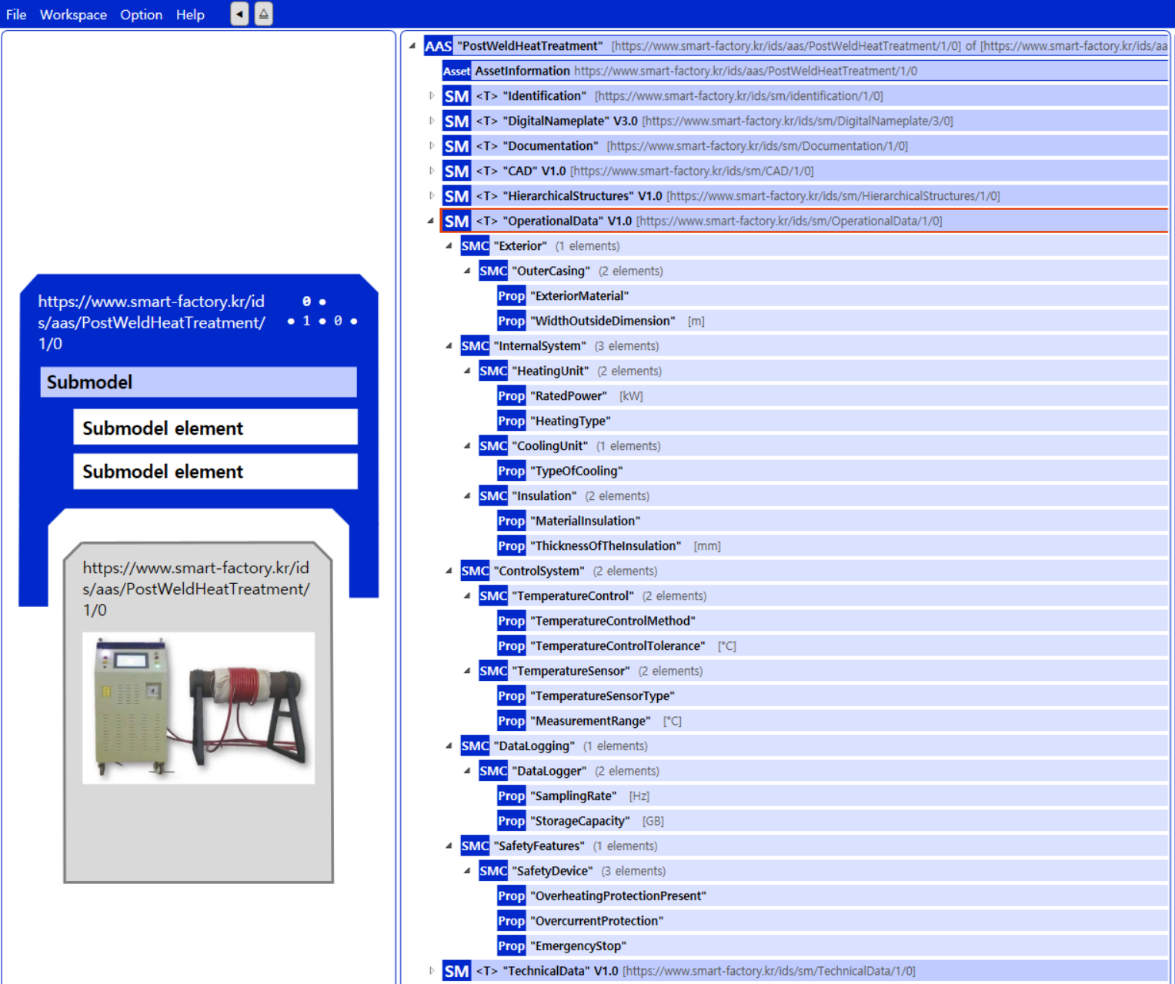 File Workspace Option Help
https://www.smart-factory.kr/id
s/aas/PostWeldHeatTreatment/
1/0
0
1 0
Submodel
Submodel element
Submodel element
https://www.smart-factory.kr/id
s/aas/PostWeldHeatTreatment/
1/0
AAS "PostWeldHeatTreatment" [https://www.smart-factory.kr/ids/aas/PostWeldHeatTreatment/1/0] of [https://www.smart-factory.kr/ids/aa
Asset AssetInformation https://www.smart-factory.kr/ids/aas/PostWeldHeatTreatment/1/0
SM <T> "Identification" [https://www.smart-factory.kr/ids/sm/identification/1/0]
SM <T> "DigitalNameplate" V3.0 [https://www.smart-factory.kr/ids/sm/DigitalNameplate/3/0]
SM <T> "Documentation" [https://www.smart-factory.kr/ids/sm/Documentation/1/0]
SM <T> "CAD" V1.0 [https://www.smart-factory.kr/ids/sm/CAD/1/0]
SM <T> "HierarchicalStructures" V1.0 [https://www.smart-factory.kr/ids/sm/HierarchicalStructures/1/0]
SM <T> "OperationalData" V1.0 [https://www.smart-factory.kr/ids/sm/OperationalData/1/0]
SMC "Exterior" (1 elements)
SMC "OuterCasing" (2 elements)
Prop "ExteriorMaterial"
Prop "WidthOutsideDimension" [m]
SMC "InternalSystem" (3 elements)
SMC "HeatingUnit" (2 elements)
Prop "RatedPower" [kW]
Prop "HeatingType"
SMC "CoolingUnit" (1 elements)
Prop "TypeOfCooling"
SMC "Insulation" (2 elements)
Prop "MaterialInsulation"
Prop "ThicknessOfTheInsulation" [mm]
SMC "ControlSystem" (2 elements)
SMC "TemperatureControl" (2 elements)
Prop "TemperatureControlMethod"
Prop "TemperatureControlTolerance" [°C]
SMC "TemperatureSensor" (2 elements)
Prop "TemperatureSensorType"
Prop "MeasurementRange" [°C]
SMC "DataLogging" (1 elements)
SMC "DataLogger" (2 elements)
Prop "SamplingRate" [Hz]
Prop "StorageCapacity" [GB]
SMC "SafetyFeatures" (1 elements)
SMC "SafetyDevice" (3 elements)
Prop "OverheatingProtectionPresent"
Prop "OvercurrentProtection"
Prop "EmergencyStop"
SM <T> "TechnicalData" V1.0 [https://www.smart-factory.kr/ids/sm/TechnicalData/1/0]